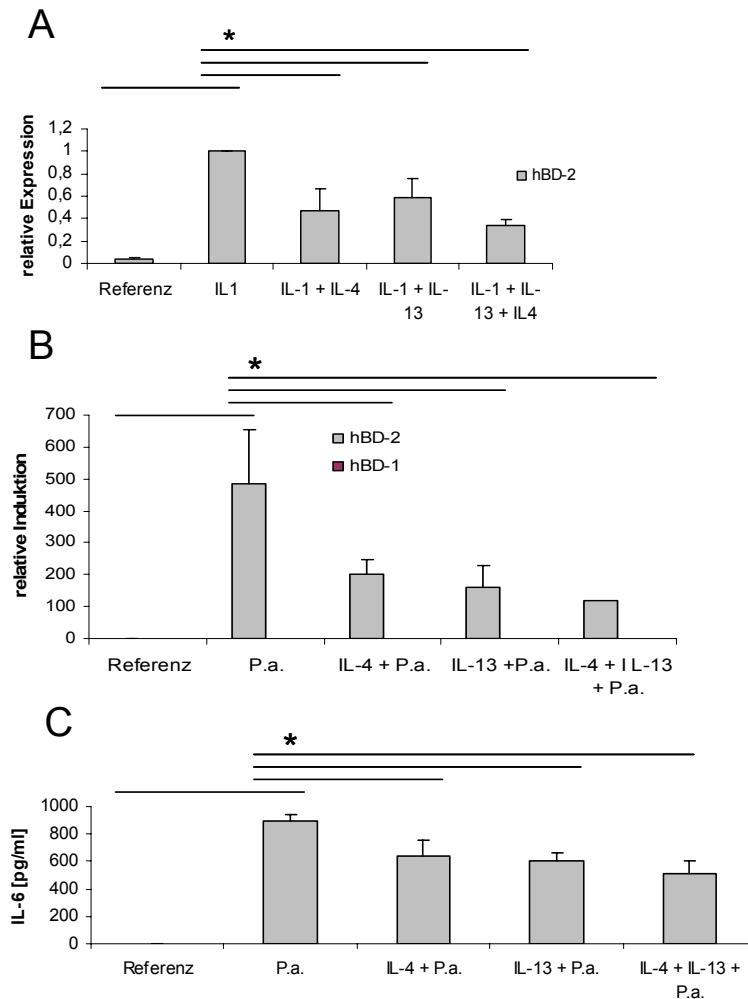 A
*
relative Expression
1,2
1
0,8
0,6
0,4
0,2
0
hBD-2
Referenz
IL1
IL-1 + IL-4
IL-1 + IL-
13
IL-1 + IL-
13 + IL4
B
*
relative Induktion
700
600
500
400
300
200
100
0
hBD-2
hBD-1
Referenz
P.a.
IL-4 + P.a.
IL-13 +P.a.
IL-4 + I L-13
+ P.a.
C
*
IL-6 [pg/ml]
1000
800
600
400
200
0
Referenz
P.a.
IL-4 + P.a.
IL-13 + P.a.
IL-4 + IL-13 +
P.a.